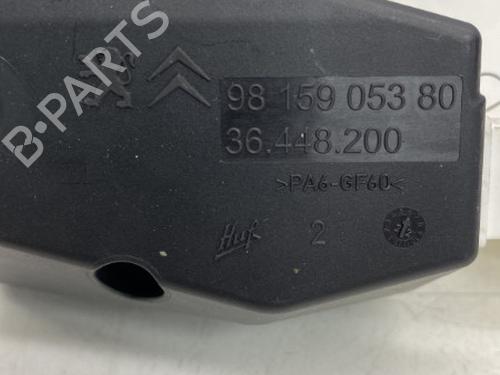 98 159 053 80
36.448.200
>PA6-GF60<
Huf 2
B-PARTS